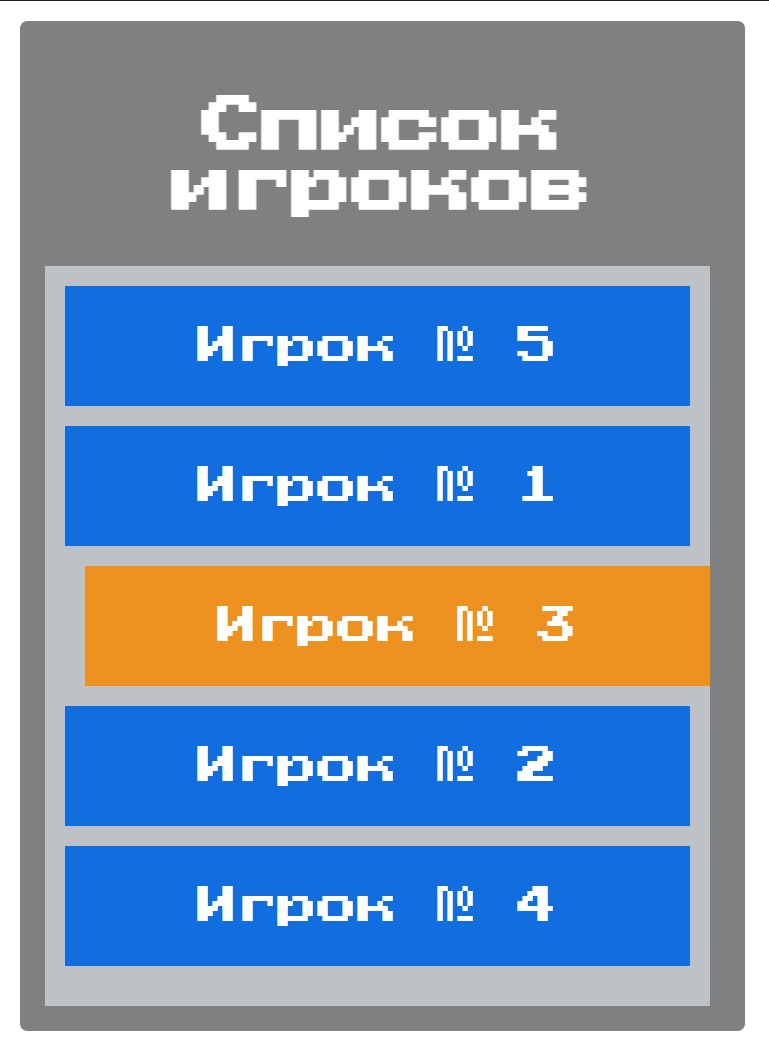 Список
игроков
Игрок № 5
Игрок № 1
Игрок № 3
Игрок № 2
Игрок № 4